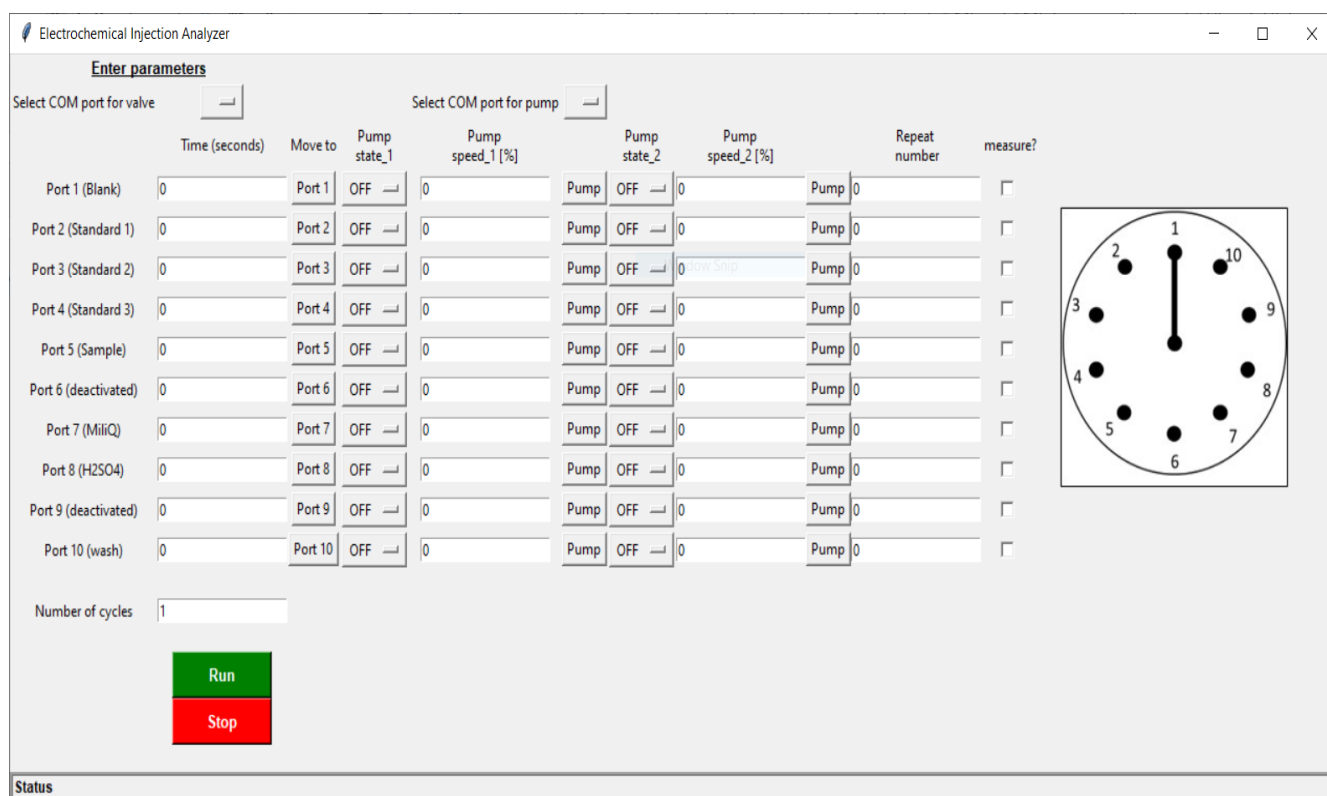 Electrochemical Injection Analyzer
Enter parameters
Select COM port for valve Select COM port for pump
Time (seconds) Move to Pump state_1 Pump speed_1 [%] Pump state_2 Pump speed_2 [%] Repeat number measure?
Port 1 (Blank) 0 Port 1 OFF 0 Pump OFF 0 Pump 0
Port 2 (Standard 1) 0 Port 2 OFF 0 Pump OFF 0 Pump 0
Port 3 (Standard 2) 0 Port 3 OFF 0 Pump OFF 0 Pump 0
Port 4 (Standard 3) 0 Port 4 OFF 0 Pump OFF 0 Pump 0
Port 5 (Sample) 0 Port 5 OFF 0 Pump OFF 0 Pump 0
Port 6 (deactivated) 0 Port 6 OFF 0 Pump OFF 0 Pump 0
Port 7 (MiliQ) 0 Port 7 OFF 0 Pump OFF 0 Pump 0
Port 8 (H2SO4) 0 Port 8 OFF 0 Pump OFF 0 Pump 0
Port 9 (deactivated) 0 Port 9 OFF 0 Pump OFF 0 Pump 0
Port 10 (wash) 0 Port 10 OFF 0 Pump OFF 0 Pump 0
1
2
3
4
5
6
7
8
9
10
Number of cycles 1
Run
Stop
Status